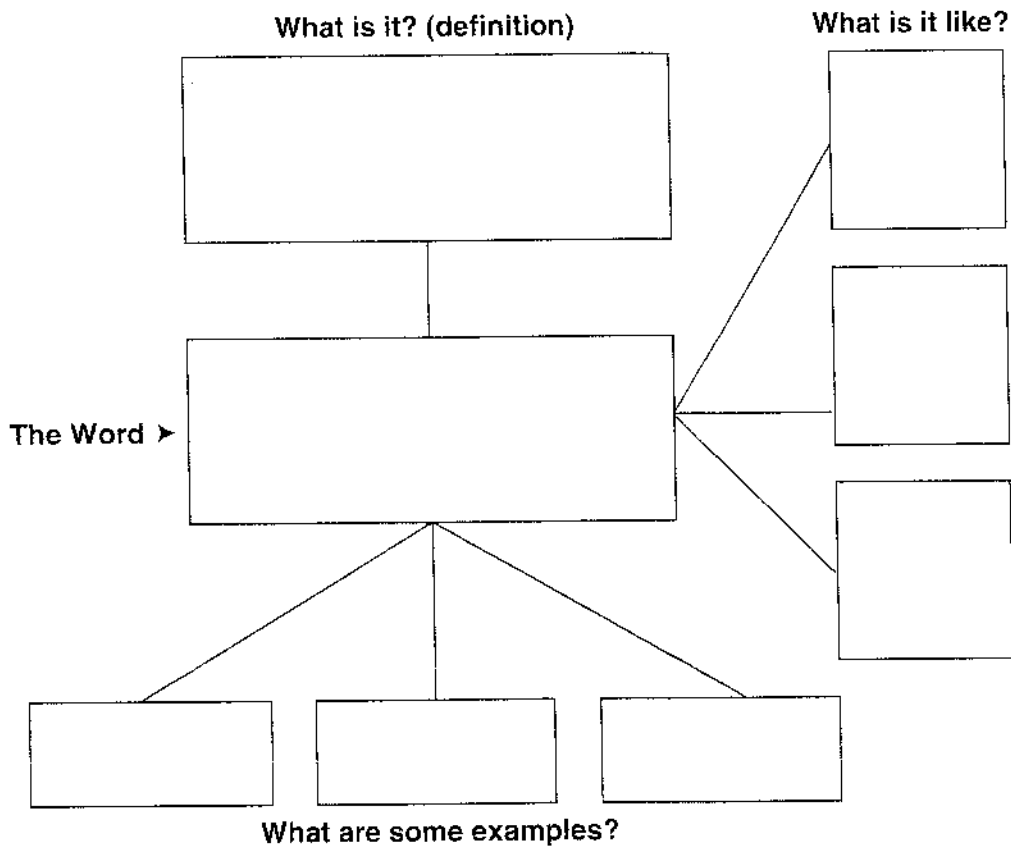 What is it? (definition)
What is it like?
The Word ➤
What are some examples?